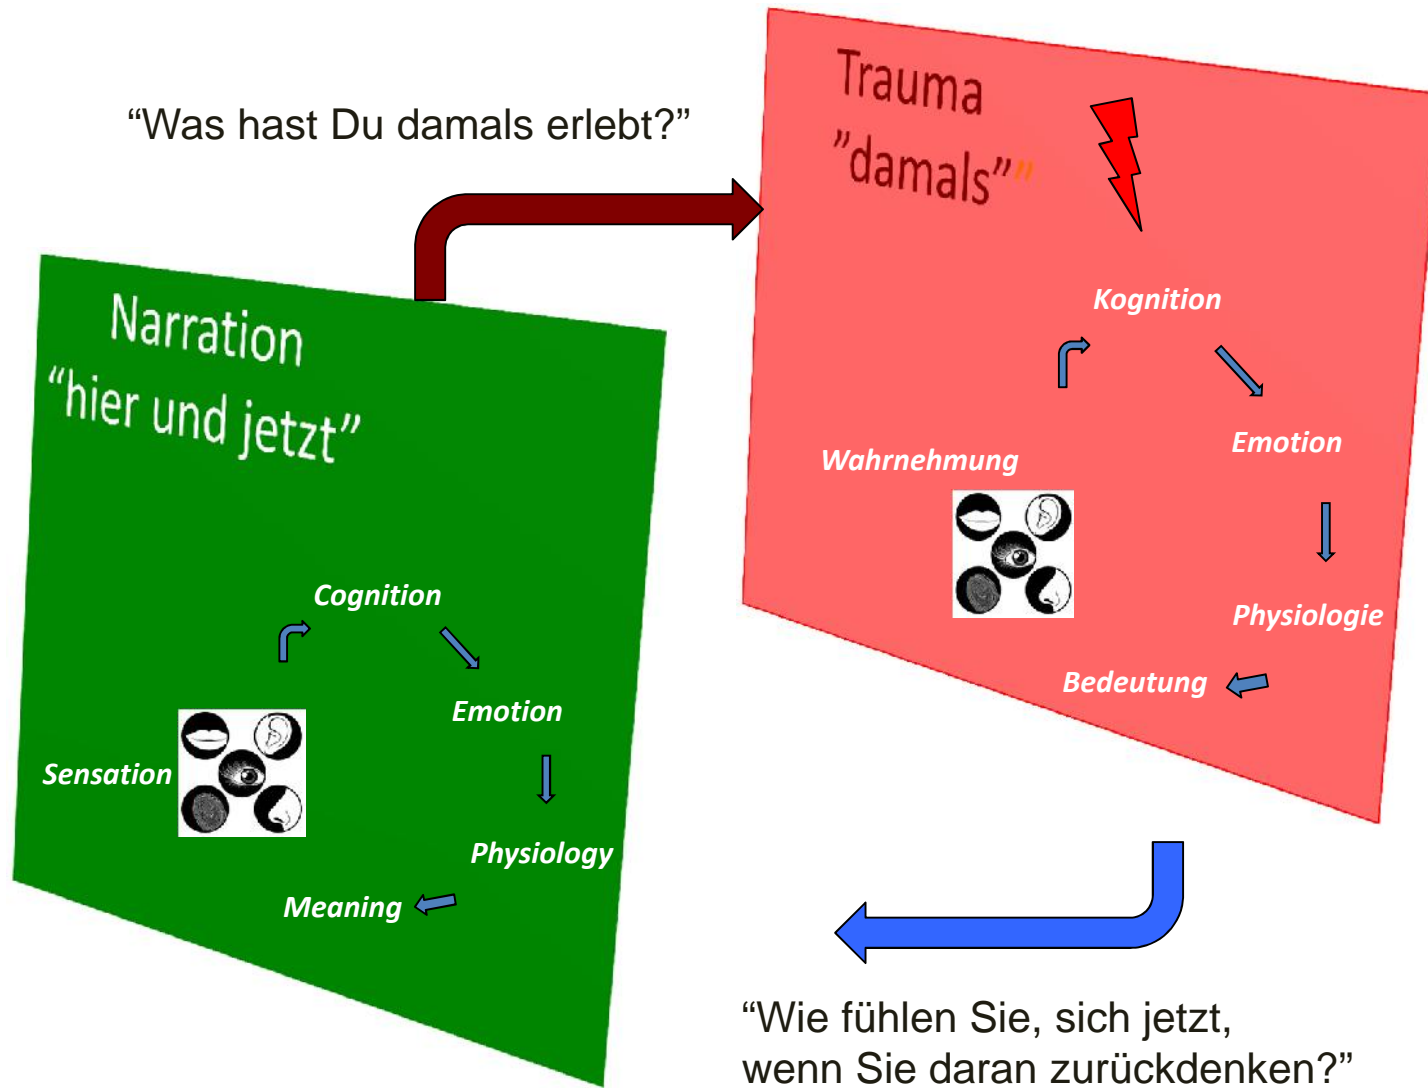 “Was hast Du damals erlebt?”
Trauma
”damals””
Kognition
Wahrnehmung
Emotion
Physiologie
Bedeutung
Narration
“hier und jetzt”
Cognition
Emotion
Sensation
Physiology
Meaning
“Wie fühlen Sie, sich jetzt,
wenn Sie daran zurückdenken?”